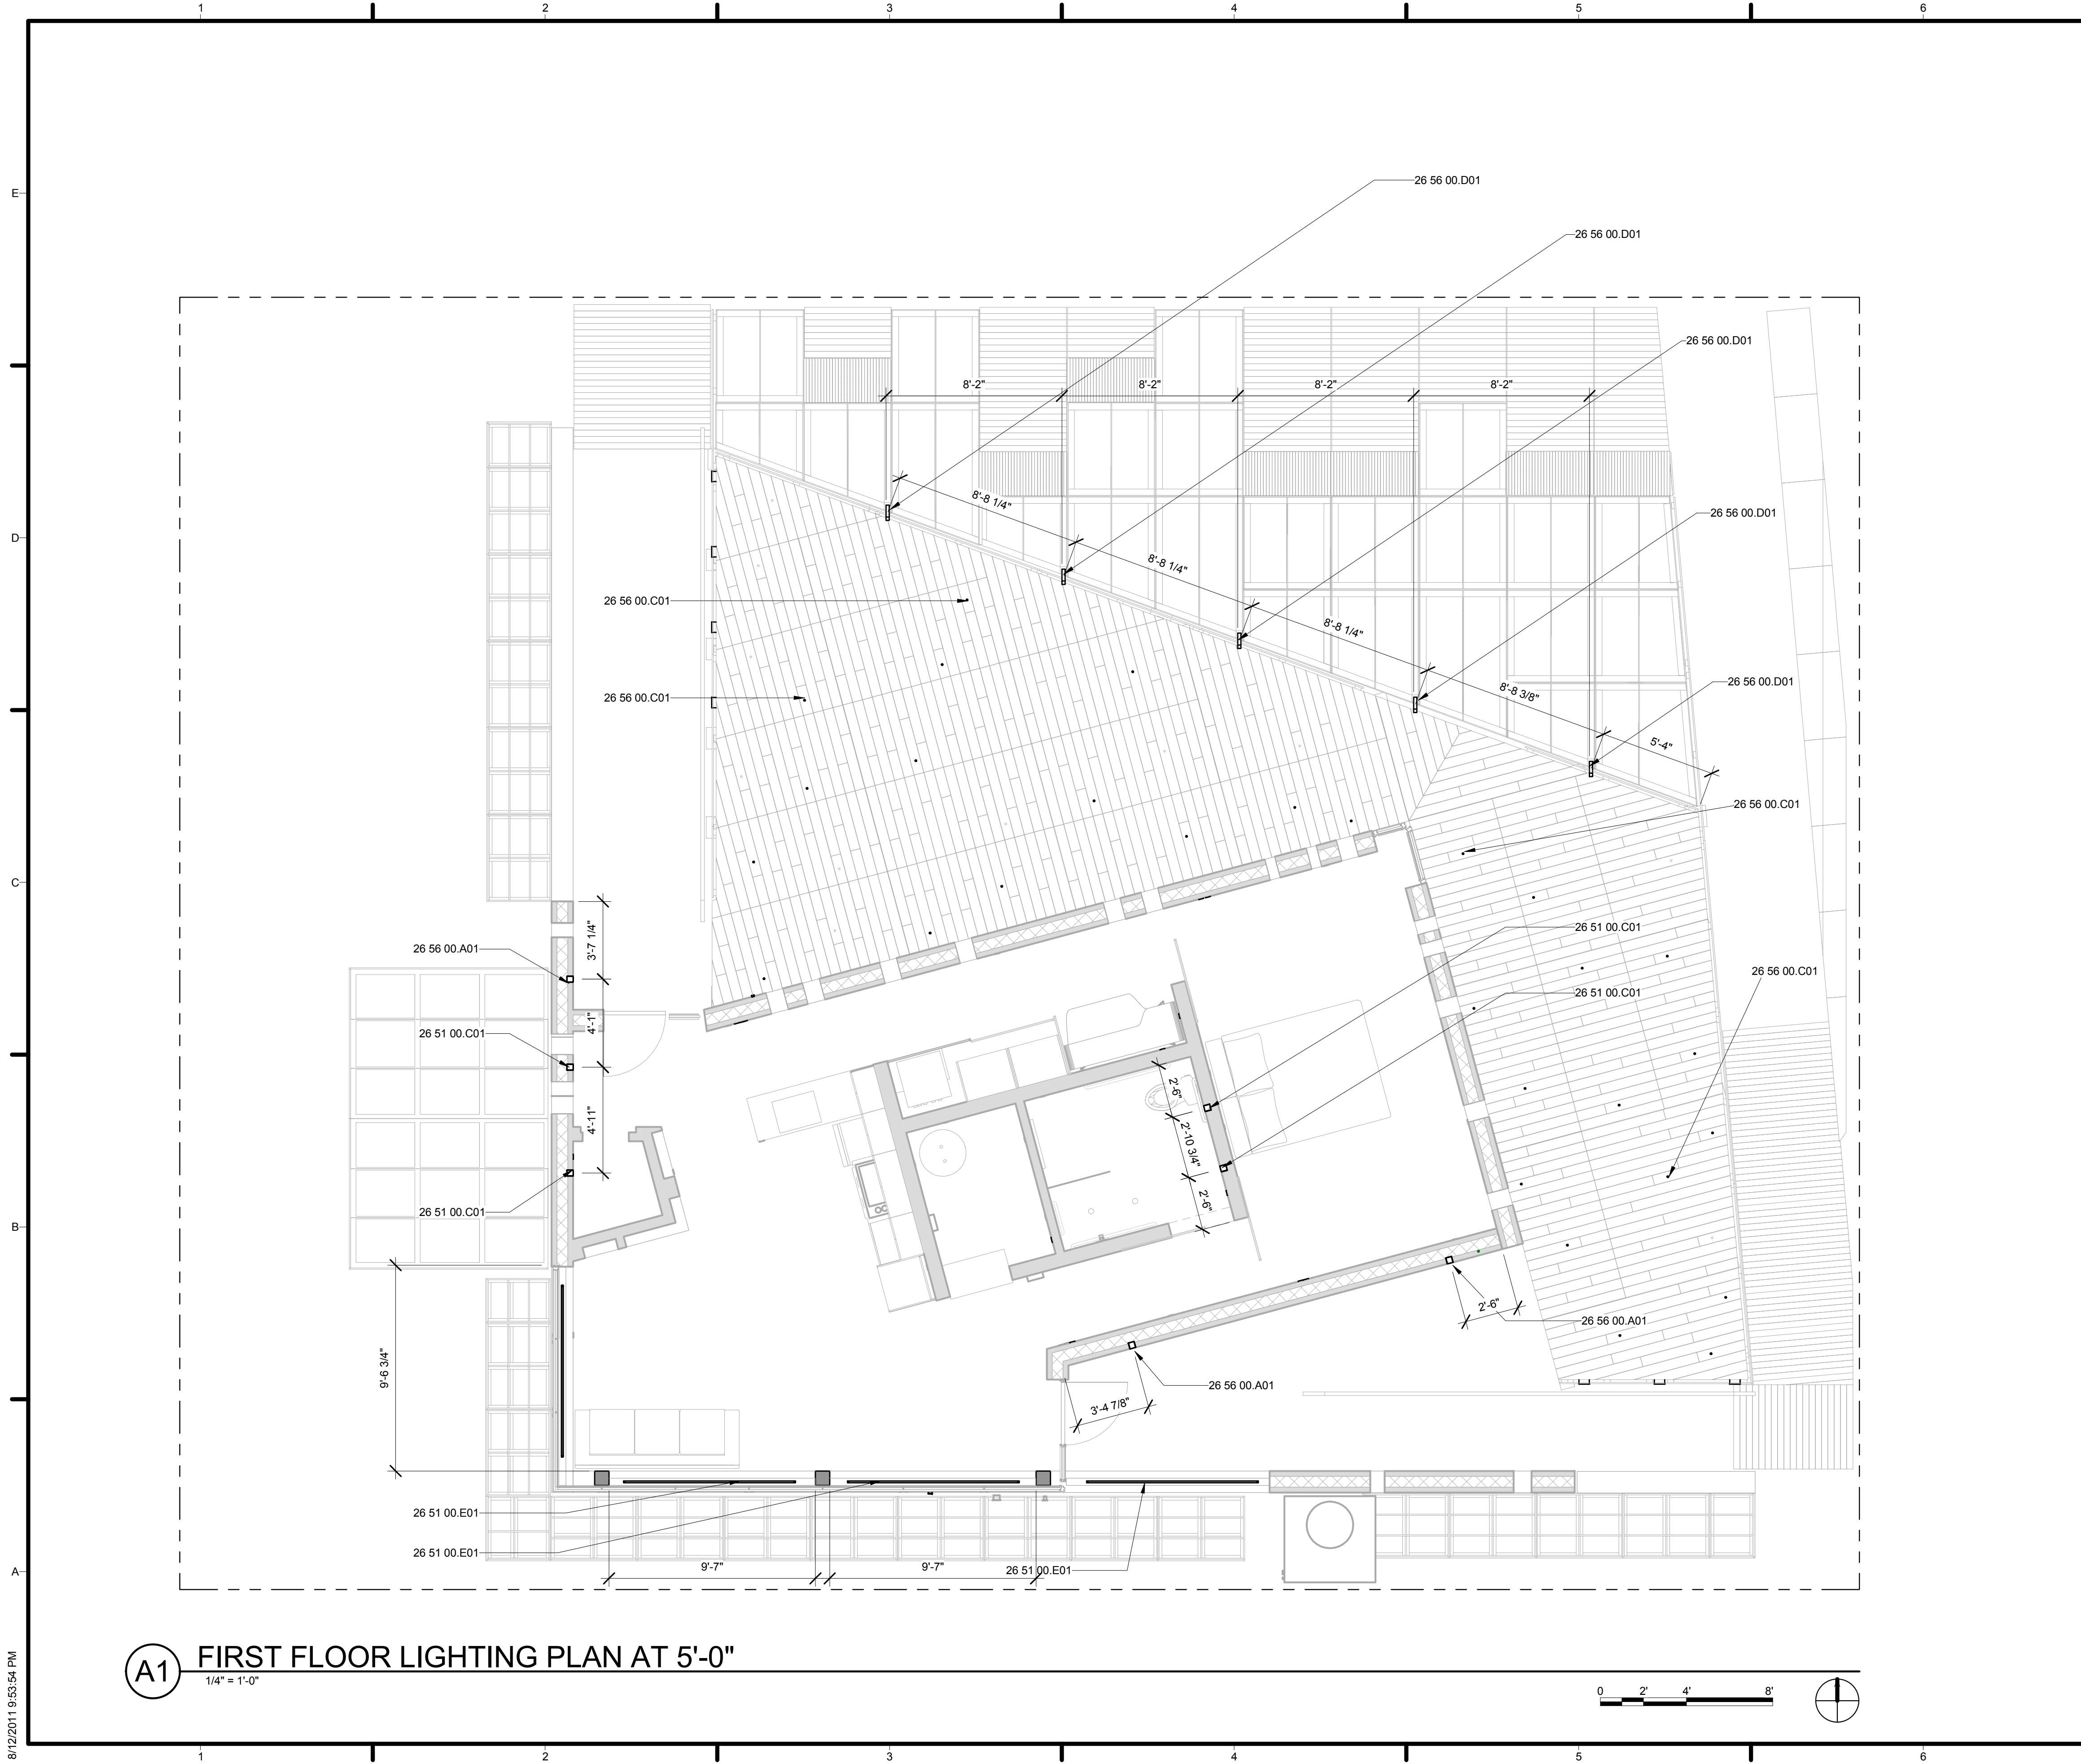 1 2 3 4 5 6
E
26 56 00.D01
26 56 00.D01
26 56 00.D01
8'-2" 8'-2" 8'-2" 8'-2"
8'-8 1/4"
26 56 00.D01
D
8'-8 1/4"
26 56 00.C01
8'-8 1/4"
26 56 00.D01
8'-8 3/8"
26 56 00.C01
5'-4"
26 56 00.C01
C
26 51 00.C01
3'-7 1/4"
26 56 00.A01
26 56 00.C01
26 51 00.C01
4'-1"
26 51 00.C01
2'-6"
4'-11"
2'-10 3/4"
2'-6"
26 51 00.C01
B
2'-6"
26 56 00.A01
9'-6 3/4"
26 56 00.A01
3'-4 7/8"
26 51 00.E01
26 51 00.E01
9'-7" 9'-7"
26 51 00.E01
A
A1
FIRST FLOOR LIGHTING PLAN AT 5'-0"
1/4" = 1'-0"
0 2' 4' 8'
8/12/2011 9:53:54 PM
1 2 3 4 5 6